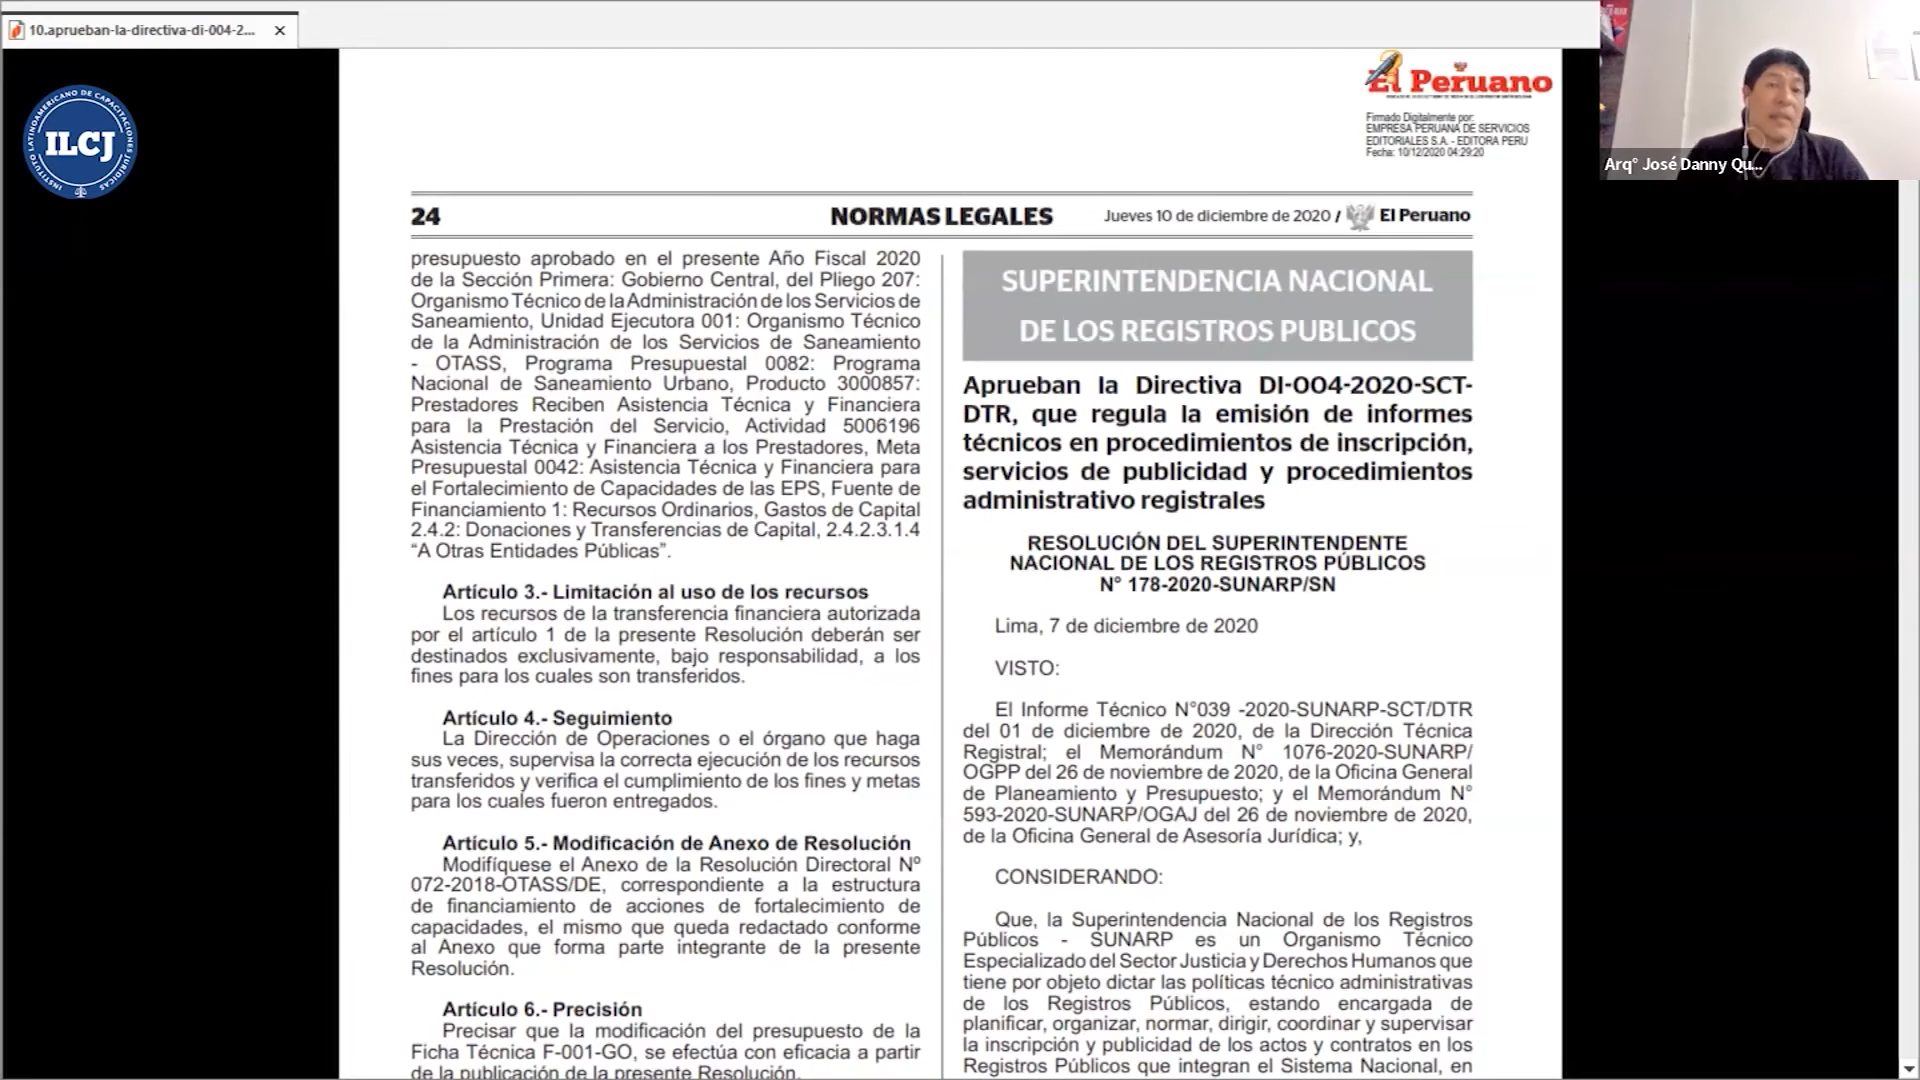 10.aprueban-la-directiva-di-004-2...
INSTITUTO LATINOAMERICANO DE CAPACITACIONES JURÍDICAS
ILCJ
El Peruano
Firmado Digitalmente por:
EMPRESA PERUANA DE SERVICIOS
EDITORIALES S.A. - EDITORA PERU
Fecha: 10/12/2020 04:29:20
Arq° José Danny Qu...
24
NORMAS LEGALES
Jueves 10 de diciembre de 2020 / El Peruano
presupuesto aprobado en el presente Año Fiscal 2020
de la Sección Primera: Gobierno Central, del Pliego 207:
Organismo Técnico de la Administración de los Servicios de
Saneamiento, Unidad Ejecutora 001: Organismo Técnico
de la Administración de los Servicios de Saneamiento
- OTASS, Programa Presupuestal 0082: Programa
Nacional de Saneamiento Urbano, Producto 3000857:
Prestadores Reciben Asistencia Técnica y Financiera
para la Prestación del Servicio, Actividad 5006196
Asistencia Técnica y Financiera a los Prestadores, Meta
Presupuestal 0042: Asistencia Técnica y Financiera para
el Fortalecimiento de Capacidades de las EPS, Fuente de
Financiamiento 1: Recursos Ordinarios, Gastos de Capital
2.4.2: Donaciones y Transferencias de Capital, 2.4.2.3.1.4
“A Otras Entidades Públicas”.
Artículo 3.- Limitación al uso de los recursos
Los recursos de la transferencia financiera autorizada
por el artículo 1 de la presente Resolución deberán ser
destinados exclusivamente, bajo responsabilidad, a los
fines para los cuales son transferidos.
Artículo 4.- Seguimiento
La Dirección de Operaciones o el órgano que haga
sus veces, supervisa la correcta ejecución de los recursos
transferidos y verifica el cumplimiento de los fines y metas
para los cuales fueron entregados.
Artículo 5.- Modificación de Anexo de Resolución
Modifíquese el Anexo de la Resolución Directoral Nº
072-2018-OTASS/DE, correspondiente a la estructura
de financiamiento de acciones de fortalecimiento de
capacidades, el mismo que queda redactado conforme
al Anexo que forma parte integrante de la presente
Resolución.
Artículo 6.- Precisión
Precisar que la modificación del presupuesto de la
Ficha Técnica F-001-GO, se efectúa con eficacia a partir
de la publicación de la presente Resolución.
SUPERINTENDENCIA NACIONAL
DE LOS REGISTROS PUBLICOS
Aprueban la Directiva DI-004-2020-SCT-
DTR, que regula la emisión de informes
técnicos en procedimientos de inscripción,
servicios de publicidad y procedimientos
administrativo registrales
RESOLUCIÓN DEL SUPERINTENDENTE
NACIONAL DE LOS REGISTROS PÚBLICOS
N° 178-2020-SUNARP/SN
Lima, 7 de diciembre de 2020
VISTO:
El Informe Técnico N°039 -2020-SUNARP-SCT/DTR
del 01 de diciembre de 2020, de la Dirección Técnica
Registral; el Memorándum N° 1076-2020-SUNARP/
OGPP del 26 de noviembre de 2020, de la Oficina General
de Planeamiento y Presupuesto; y el Memorándum N°
593-2020-SUNARP/OGAJ del 26 de noviembre de 2020,
de la Oficina General de Asesoría Jurídica; y,
CONSIDERANDO:
Que, la Superintendencia Nacional de los Registros
Públicos - SUNARP es un Organismo Técnico
Especializado del Sector Justicia y Derechos Humanos que
tiene por objeto dictar las políticas técnico administrativas
de los Registros Públicos, estando encargada de
planificar, organizar, normar, dirigir, coordinar y supervisar
la inscripción y publicidad de los actos y contratos en los
Registros Públicos que integran el Sistema Nacional, en